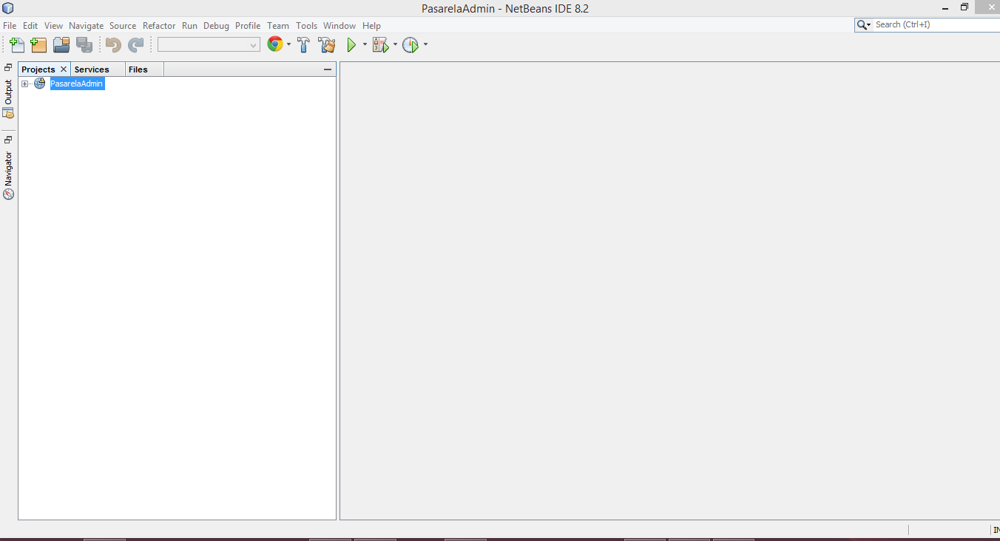 PasarelaAdmin - NetBeans IDE 8.2
File Edit View Navigate Source Refactor Run Debug Profile Team Tools Window Help
Search (Ctrl+I)
Projects Services Files
PasarelaAdmin
Output
Navigator
IN